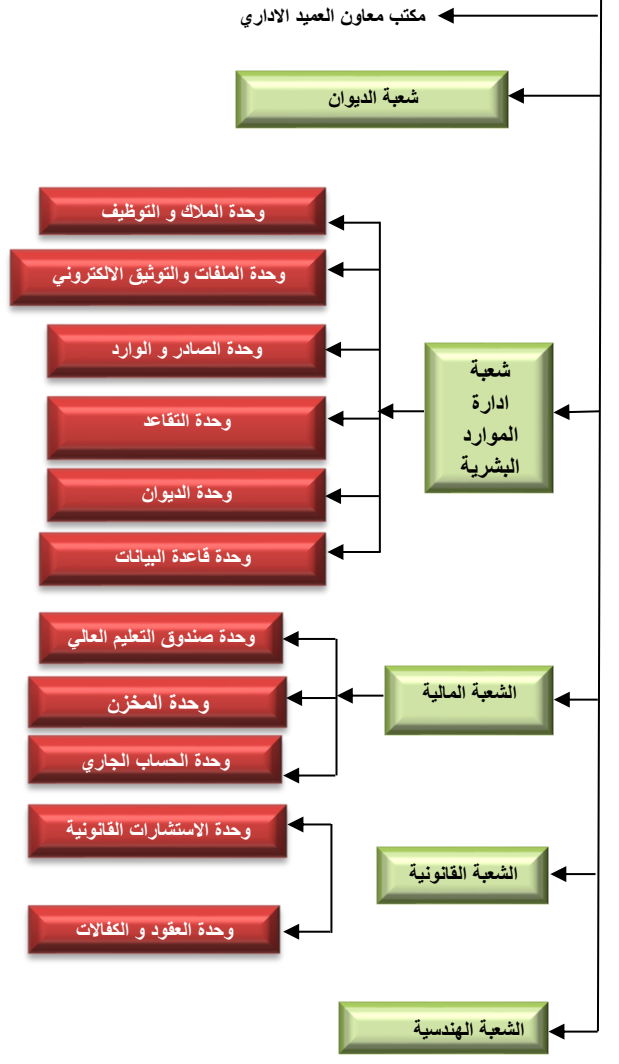 مكتب معاون العميد الاداري
شعبة الديوان
شعبة
ادارة
الموارد
البشرية
وحدة الملاك و التوظيف
وحدة الملفات والتوثيق الالكتروني
وحدة الصادر و الوارد
وحدة التقاعد
وحدة الديوان
وحدة قاعدة البيانات
الشعبة المالية
وحدة صندوق التعليم العالي
وحدة المخزن
وحدة الحساب الجاري
الشعبة القانونية
وحدة الاستشارات القانونية
وحدة العقود و الكفالات
الشعبة الهندسية